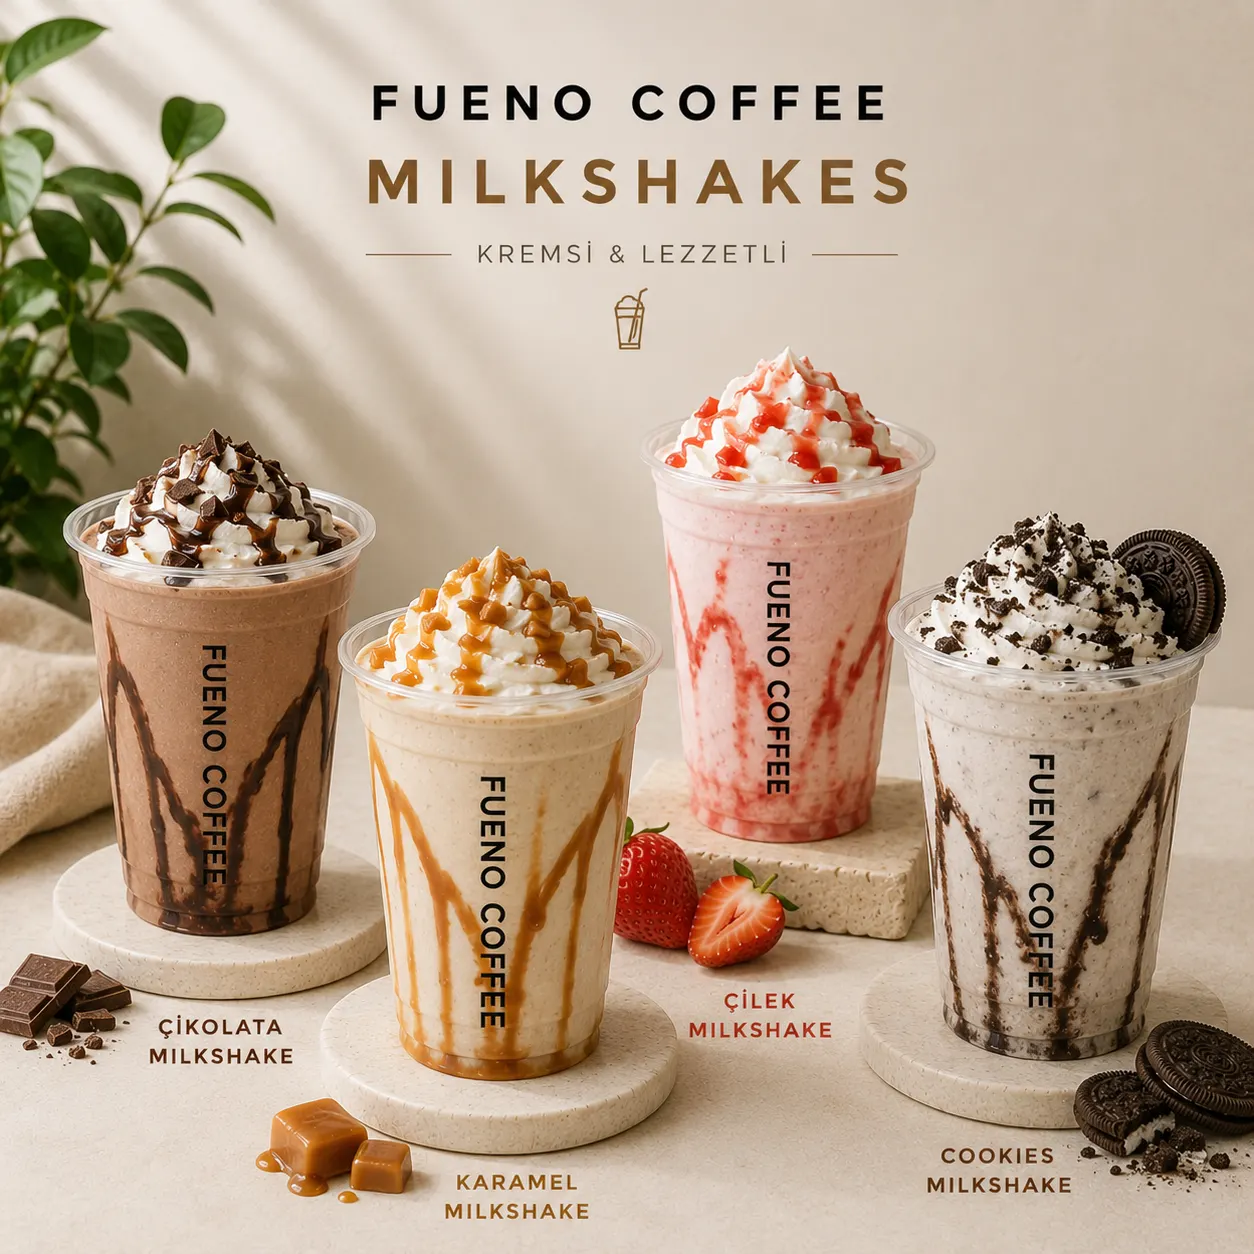 FUENO COFFEE
MILKSHAKES
KREMSİ & LEZZETLİ
FUENO COFFEE
FUENO COFFEE
FUENO COFFEE
FUENO COFFEE
ÇİKOLATA
MILKSHAKE
KARAMEL
MILKSHAKE
ÇİLEK
MILKSHAKE
COOKIES
MILKSHAKE